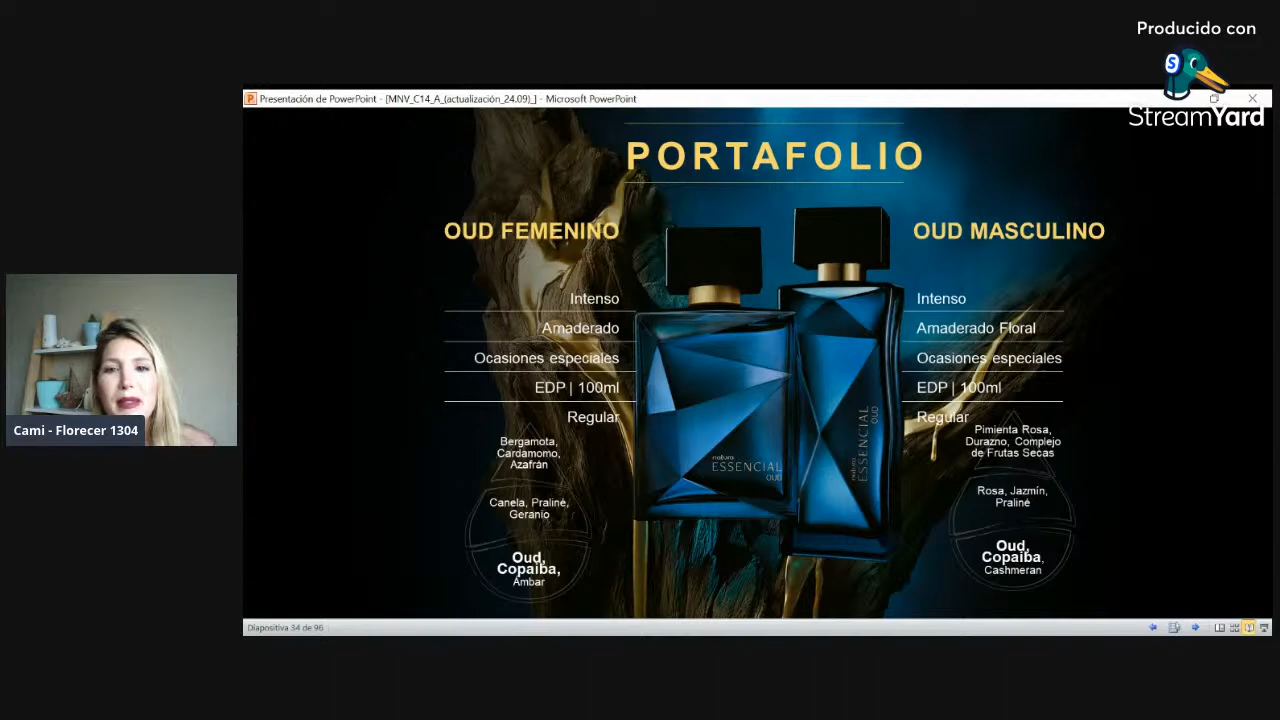 Producido con
StreamYard
Presentación de PowerPoint - [MNV_C14_A_(actualización_24.09)_] - Microsoft PowerPoint
PORTAFOLIO
OUD FEMENINO
Intenso
Amaderado
Ocasiones especiales
EDP | 100ml
Regular
Bergamota,
Cardamomo,
Azafrán
Canela, Praliné,
Geranio
Oud,
Copaiba,
Ambar
natura
ESSENCIAL
OUD
natura
ESSENCIAL
OUD
OUD MASCULINO
Intenso
Amaderado Floral
Ocasiones especiales
EDP | 100ml
Regular
Pimienta Rosa,
Durazno, Complejo
de Frutas Secas
Rosa, Jazmín,
Praliné
Oud,
Copaiba,
Cashmeran
Cami - Florecer 1304
Diapositiva 34 de 96